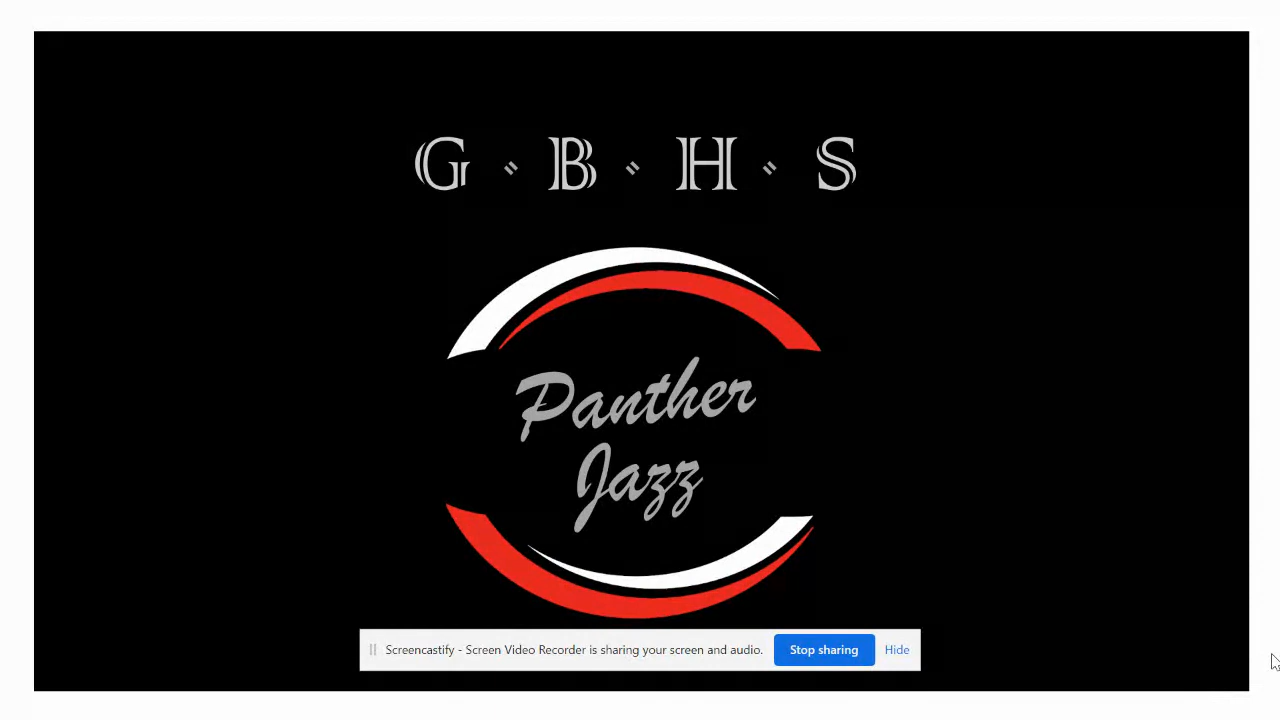 G B H S
Panther
Jazz
Screencastify - Screen Video Recorder is sharing your screen and audio. Stop sharing Hide